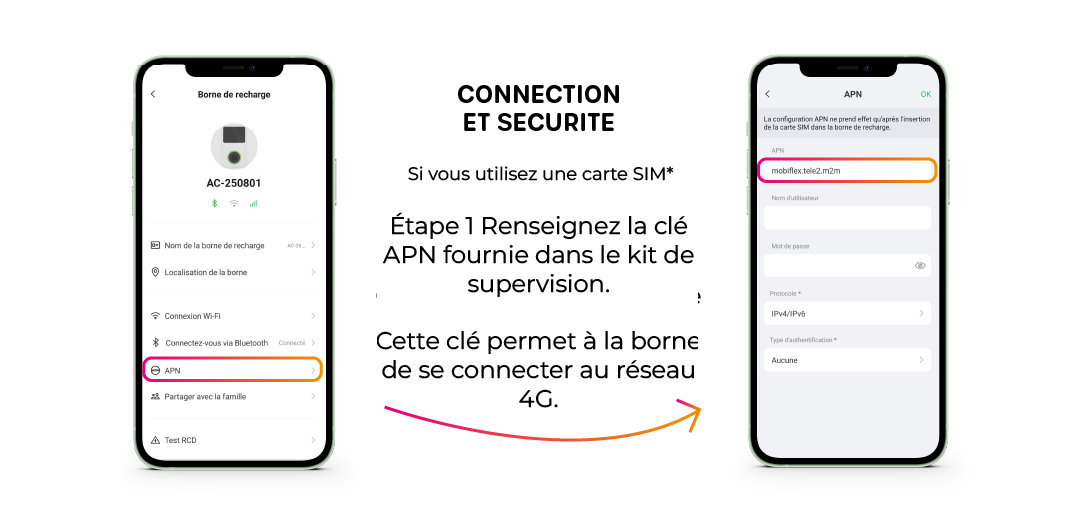 Borne de recharge
AC-250801
Nom de la borne de recharge
AC-25...
Localisation de la borne
Connexion Wi-Fi
Connectez-vous via Bluetooth
Connecté
APN
Partager avec la famille
Test RCD
CONNECTION
ET SECURITE
Si vous utilisez une carte SIM*
Étape 1 Renseignez la clé
APN fournie dans le kit de
supervision.
Cette clé permet à la borne
de se connecter au réseau
4G.
APN
OK
La configuration APN ne prend effet qu'après l'insertion
de la carte SIM dans la borne de recharge.
APN
mobiflex.tele2.m2m
Nom d'utilisateur
Mot de passe
Protocole *
IPv4/IPv6
Type d'authentification *
Aucune